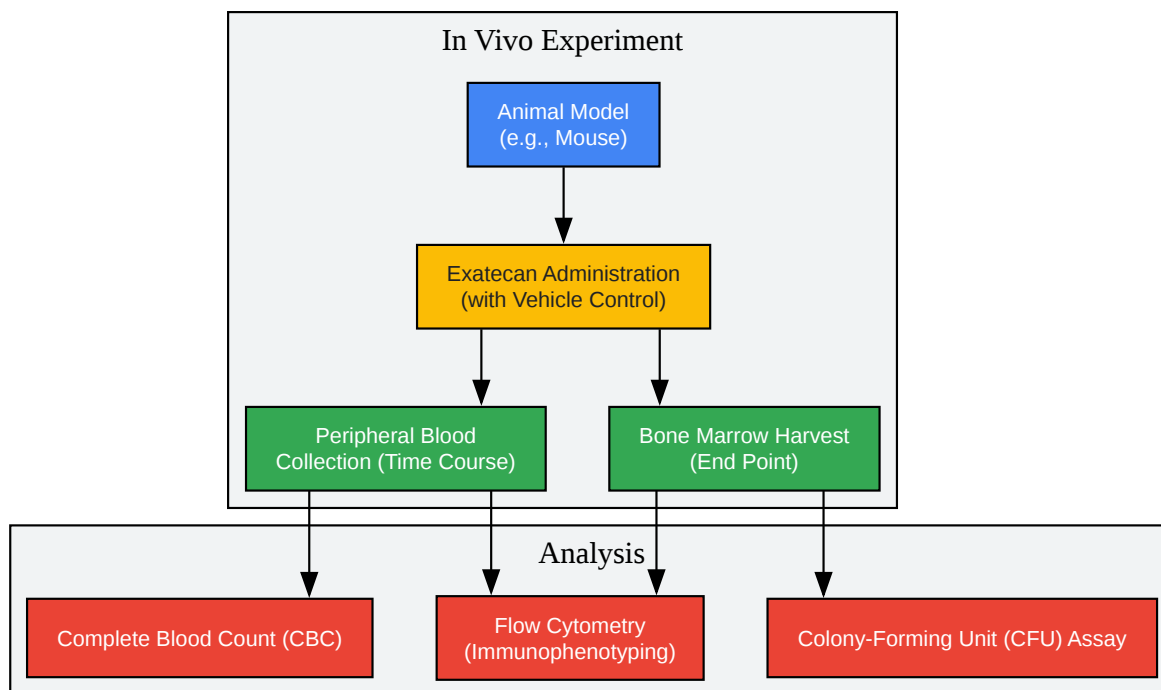 In Vivo Experiment
Animal Model
(e.g., Mouse)
Exatecan Administration
(with Vehicle Control)
Peripheral Blood
Collection (Time Course)
Bone Marrow Harvest
(End Point)
Analysis
Complete Blood Count (CBC)
Flow Cytometry
(Immunophenotyping)
Colony-Forming Unit (CFU) Assay